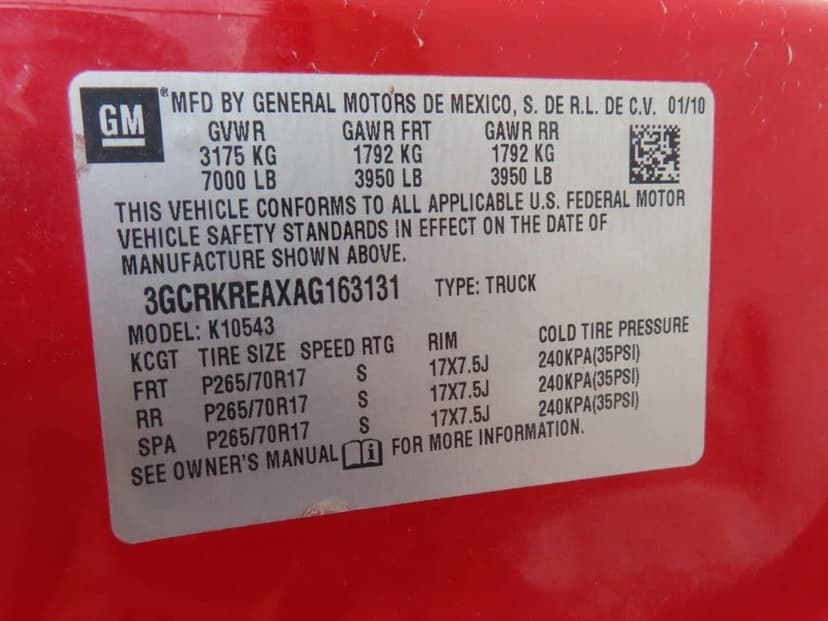 GM
®MFD BY GENERAL MOTORS DE MEXICO, S. DE R.L. DE C.V. 01/10
GVWR GAWR FRT GAWR RR
3175 KG 1792 KG 1792 KG
7000 LB 3950 LB 3950 LB
THIS VEHICLE CONFORMS TO ALL APPLICABLE U.S. FEDERAL MOTOR
VEHICLE SAFETY STANDARDS IN EFFECT ON THE DATE OF
MANUFACTURE SHOWN ABOVE.
3GCRKREAXAG163131 TYPE: TRUCK
MODEL: K10543
KCGT TIRE SIZE SPEED RTG RIM COLD TIRE PRESSURE
FRT P265/70R17 S 17X7.5J 240KPA(35PSI)
RR P265/70R17 S 17X7.5J 240KPA(35PSI)
SPA P265/70R17 S 17X7.5J 240KPA(35PSI)
SEE OWNER'S MANUAL i FOR MORE INFORMATION.